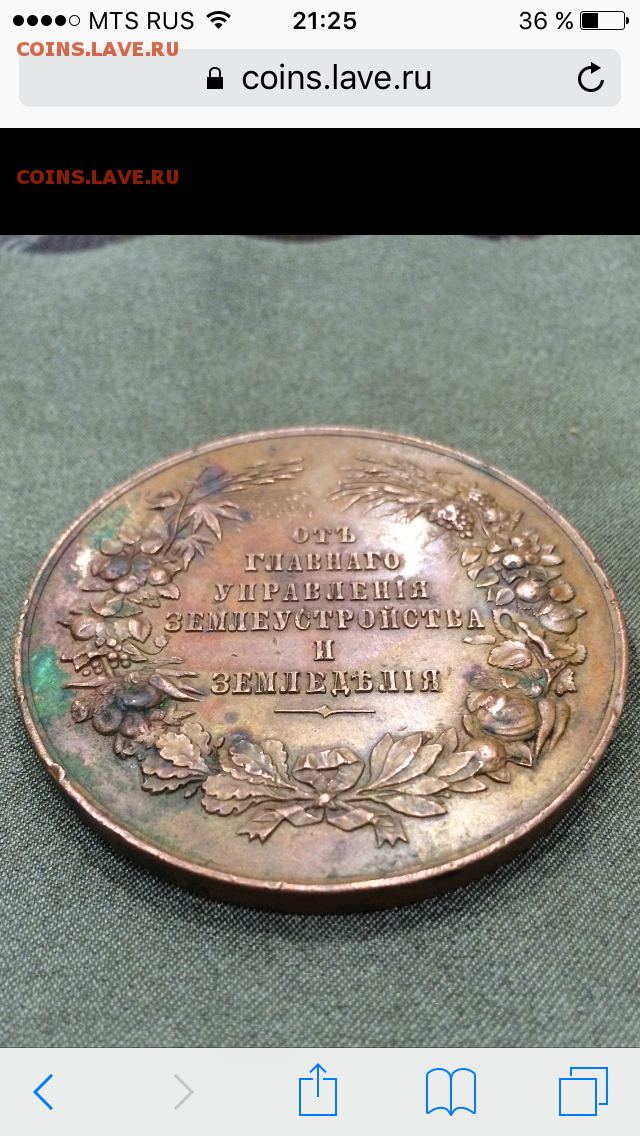 MTS RUS 21:25 36 %
COINS.LAVE.RU
coins.lave.ru
COINS.LAVE.RU
ОТЪ
ГЛАВНАГО
УПРАВЛЕНІЯ
ЗЕМЛЕУСТРОЙСТВА
И
ЗЕМЛЕДѢЛІЯ